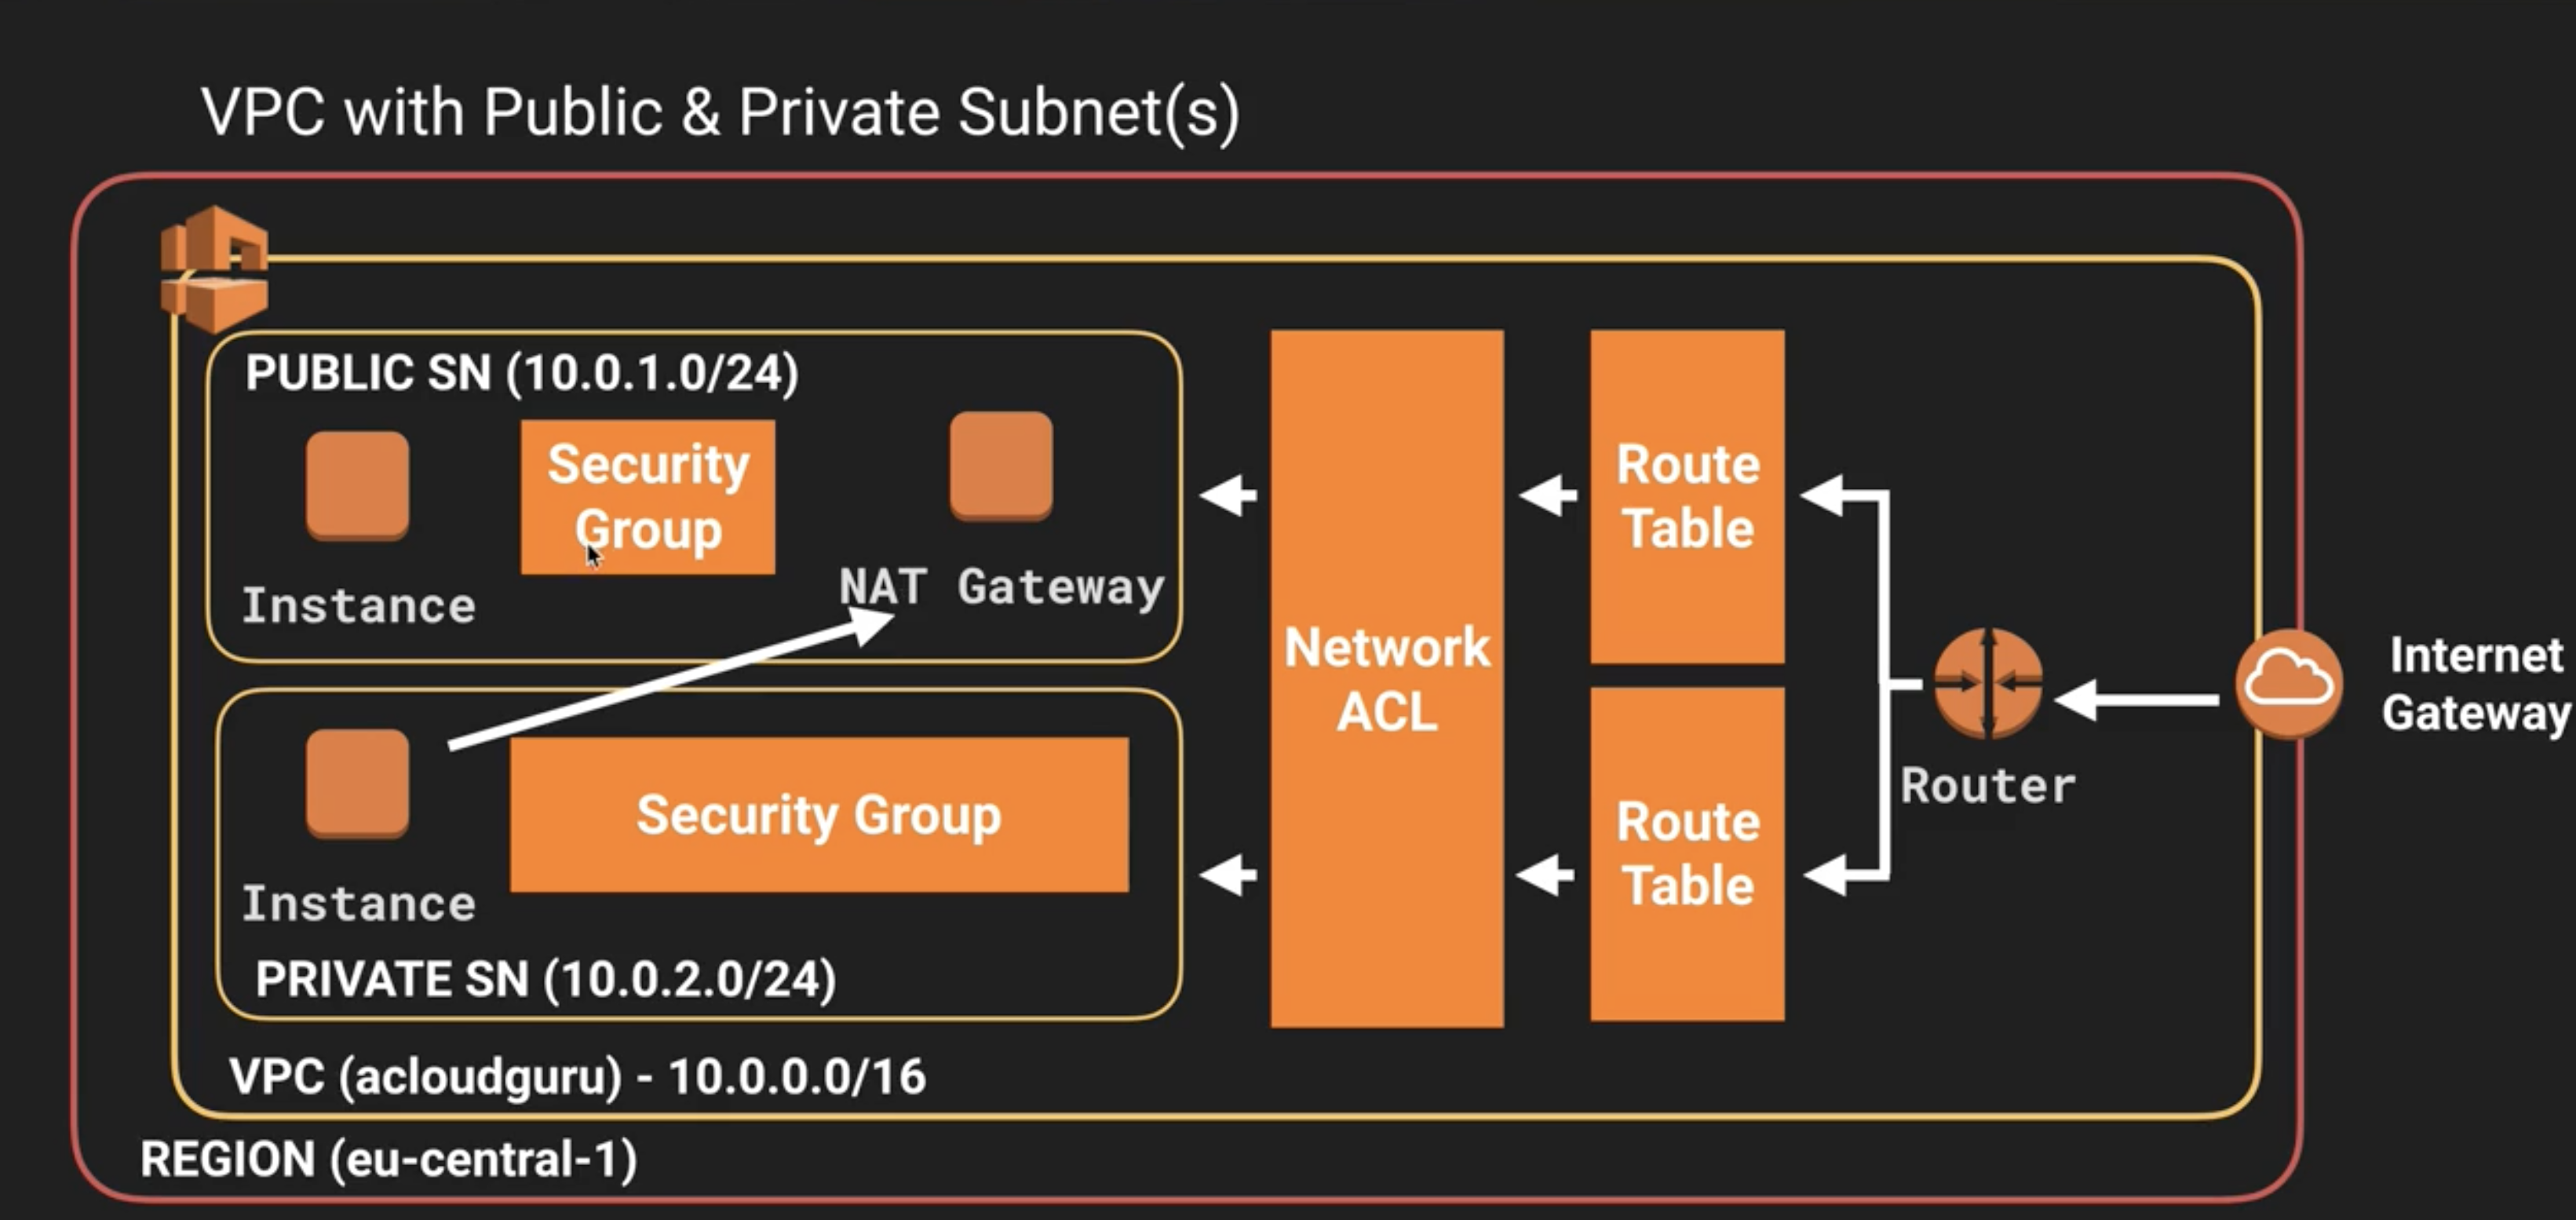 VPC with Public & Private Subnet(s)
PUBLIC SN (10.0.1.0/24)
Security
Group
Instance
NAT Gateway
Security Group
Instance
PRIVATE SN (10.0.2.0/24)
Network
ACL
Route
Table
Route
Table
Router
Internet
Gateway
VPC (acloudguru) - 10.0.0.0/16
REGION (eu-central-1)